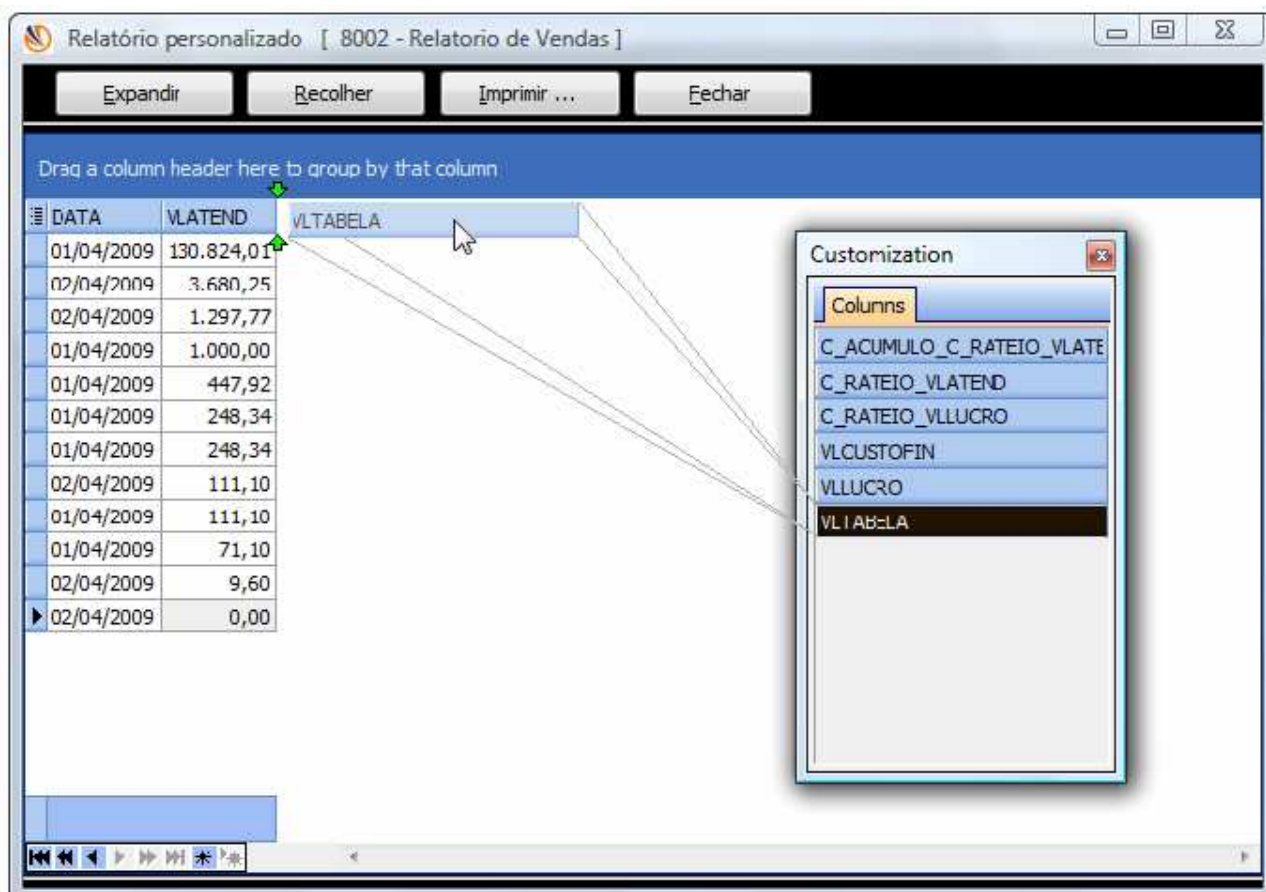 Relatório personalizado [ 8002 - Relatorio de Vendas ]
Expandir Recolher Imprimir ... Fechar
Drag a column header here to group by that column
DATA VLATEND VLTABELA
01/04/2009 130.824,01
02/04/2009 3.680,25
02/04/2009 1.297,77
01/04/2009 1.000,00
01/04/2009 447,92
01/04/2009 248,34
01/04/2009 248,34
02/04/2009 111,10
01/04/2009 111,10
01/04/2009 71,10
02/04/2009 9,60
02/04/2009 0,00
Customization
Columns
C_ACUMULO_C_RATEIO_VLATE
C_RATEIO_VLATEND
C_RATEIO_VLLUCRO
VLCUSTOFIN
VLLUCRO
VLTABELA